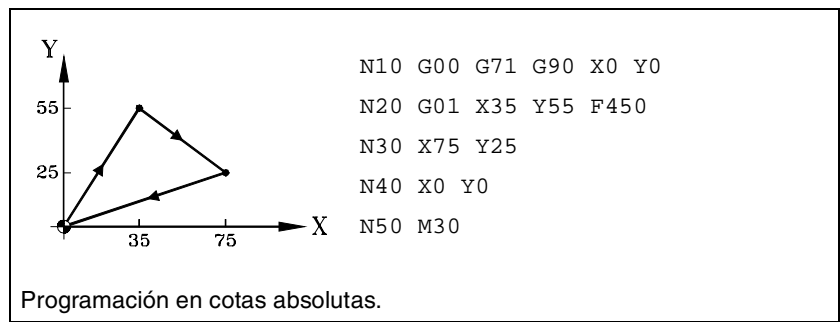 Y
55
25
35
75
X
N10 G00 G71 G90 X0 Y0
N20 G01 X35 Y55 F450
N30 X75 Y25
N40 X0 Y0
N50 M30
Programación en cotas absolutas.